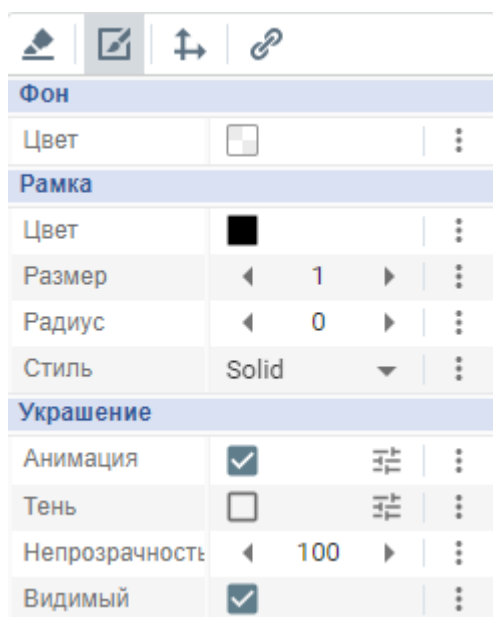 Фон
Цвет
Рамка
Цвет
Размер 1
Радиус 0
Стиль Solid
Украшение
Анимация
Тень
Непрозрачность 100
Видимый